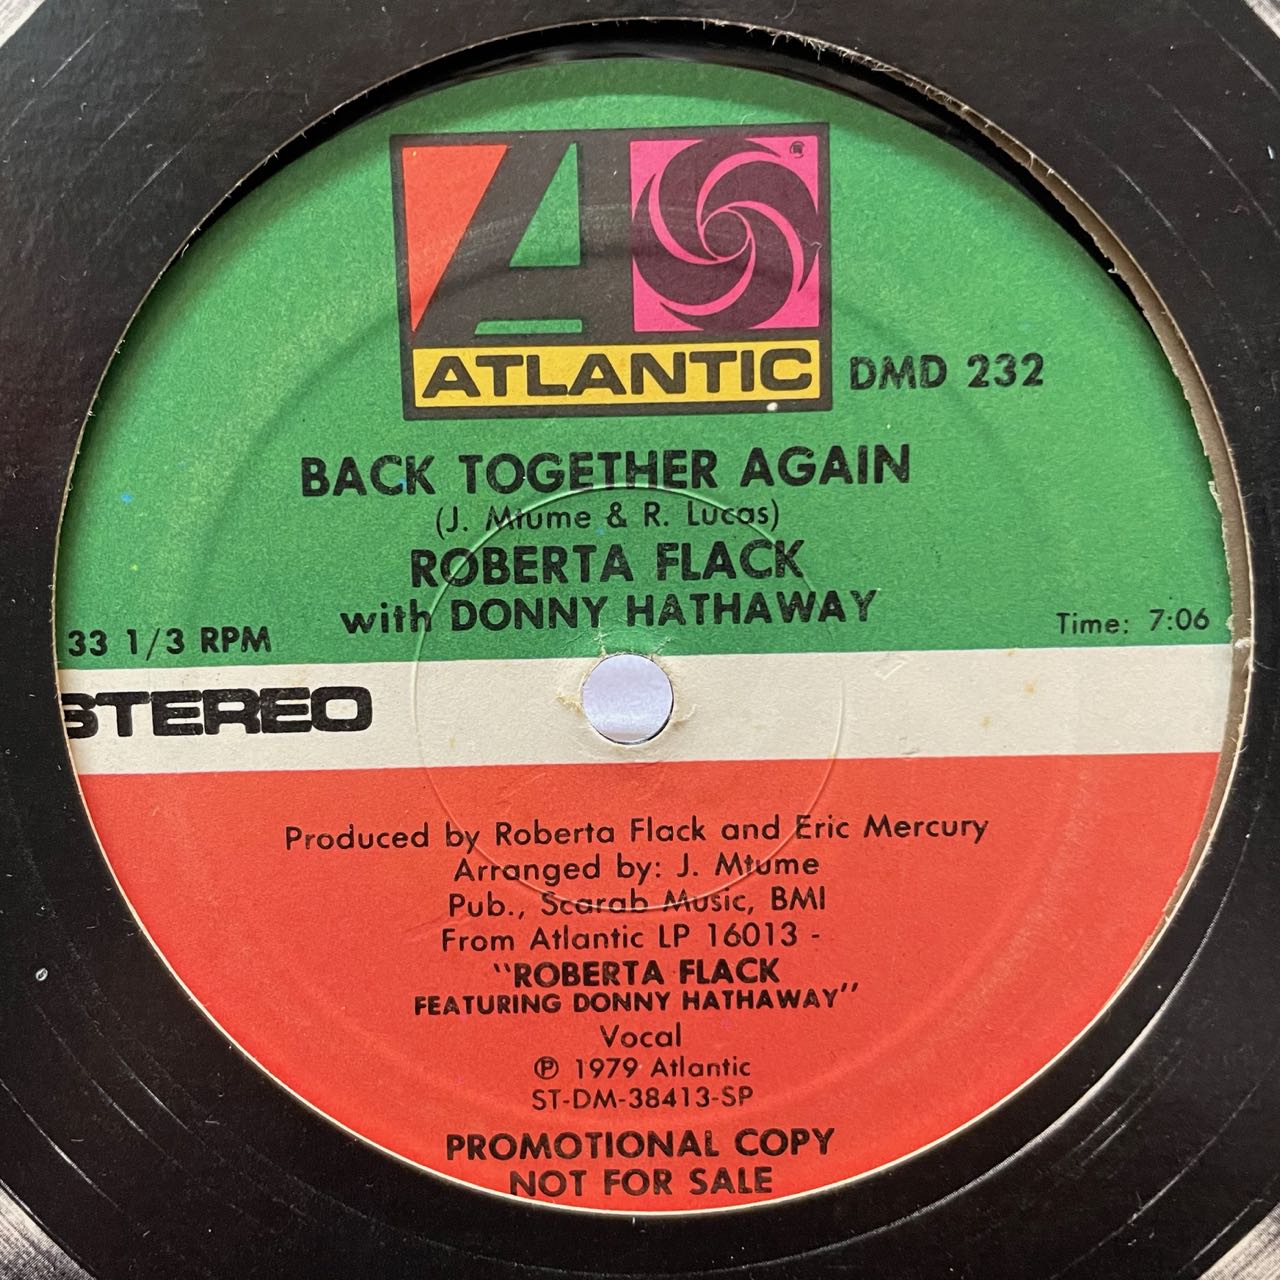 A
®
ATLANTIC
DMD 232
BACK TOGETHER AGAIN
(J. Mtume & R. Lucas)
ROBERTA FLACK
with DONNY HATHAWAY
33 1/3 RPM
Time: 7:06
STEREO
Produced by Roberta Flack and Eric Mercury
Arranged by: J. Mtume
Pub., Scarab Music, BMI
From Atlantic LP 16013 -
"ROBERTA FLACK
FEATURING DONNY HATHAWAY"
Vocal
℗ 1979 Atlantic
ST-DM-38413-SP
PROMOTIONAL COPY
NOT FOR SALE